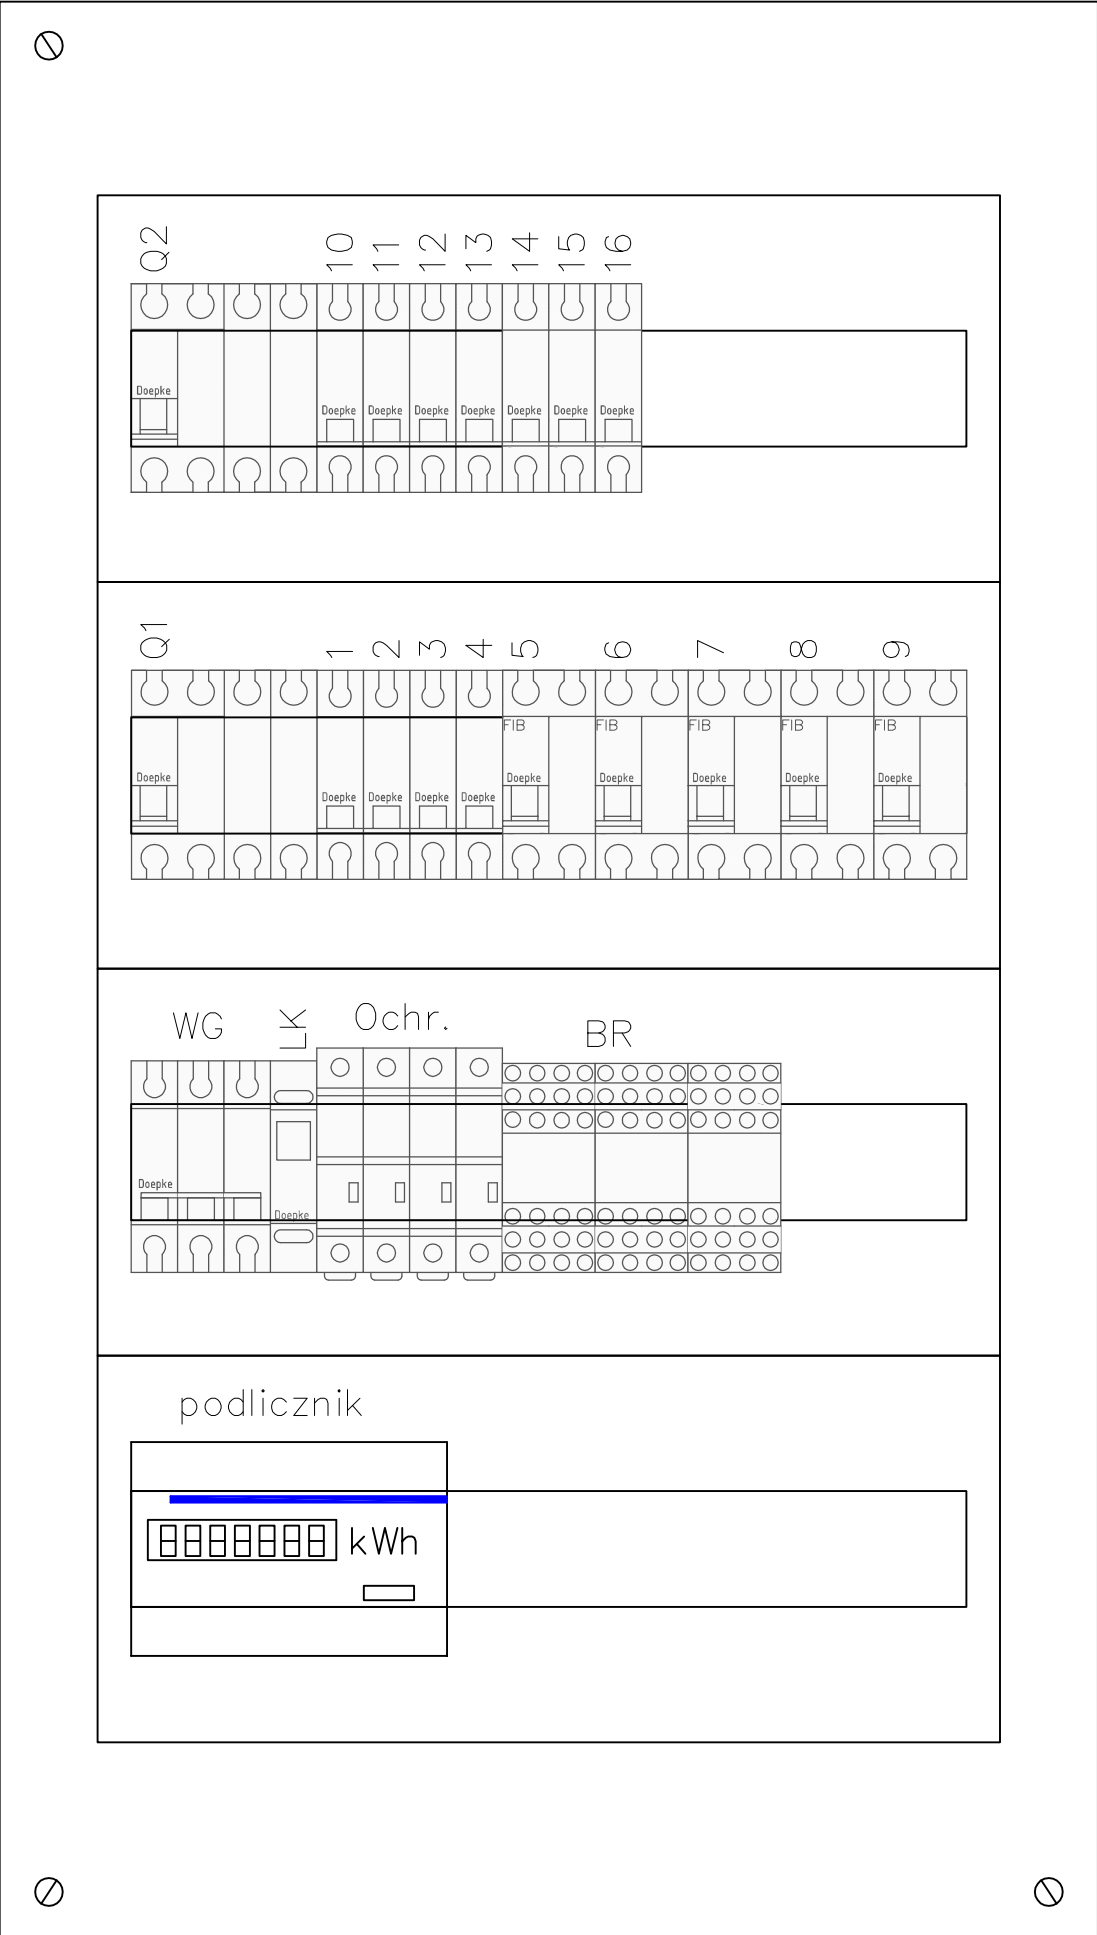 Q2 10 11 12 13 14 15 16
Doepke
Doepke Doepke Doepke Doepke Doepke Doepke Doepke
Q1 1 2 3 4 5 6 7 8 9
FIB FIB FIB FIB FIB
Doepke Doepke Doepke Doepke Doepke Doepke
Doepke Doepke Doepke Doepke
WG LK Ochr. BR
Doepke
Doepke
podlicznik
kWh